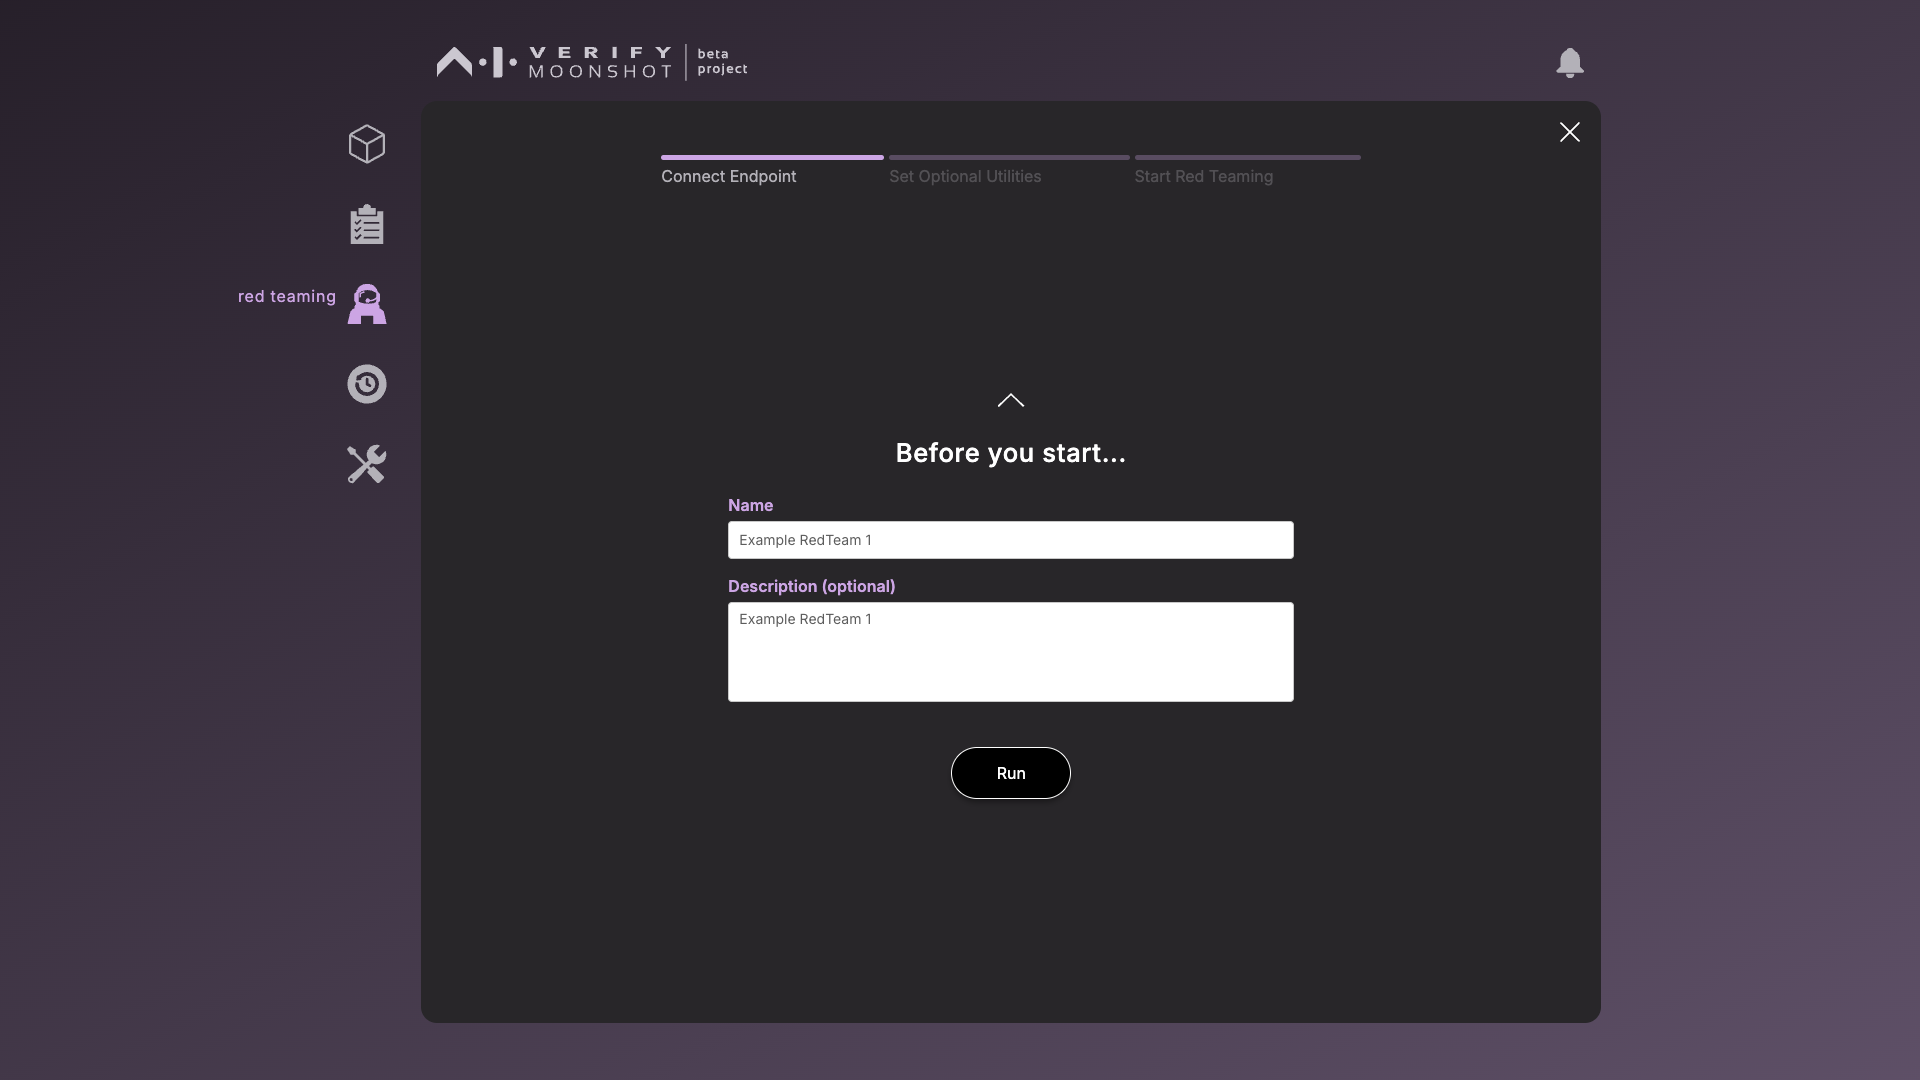 VERIFY
MOONSHOT
beta
project
Connect Endpoint
Set Optional Utilities
Start Red Teaming
red teaming
Before you start...
Name
Example RedTeam 1
Description (optional)
Example RedTeam 1
Run